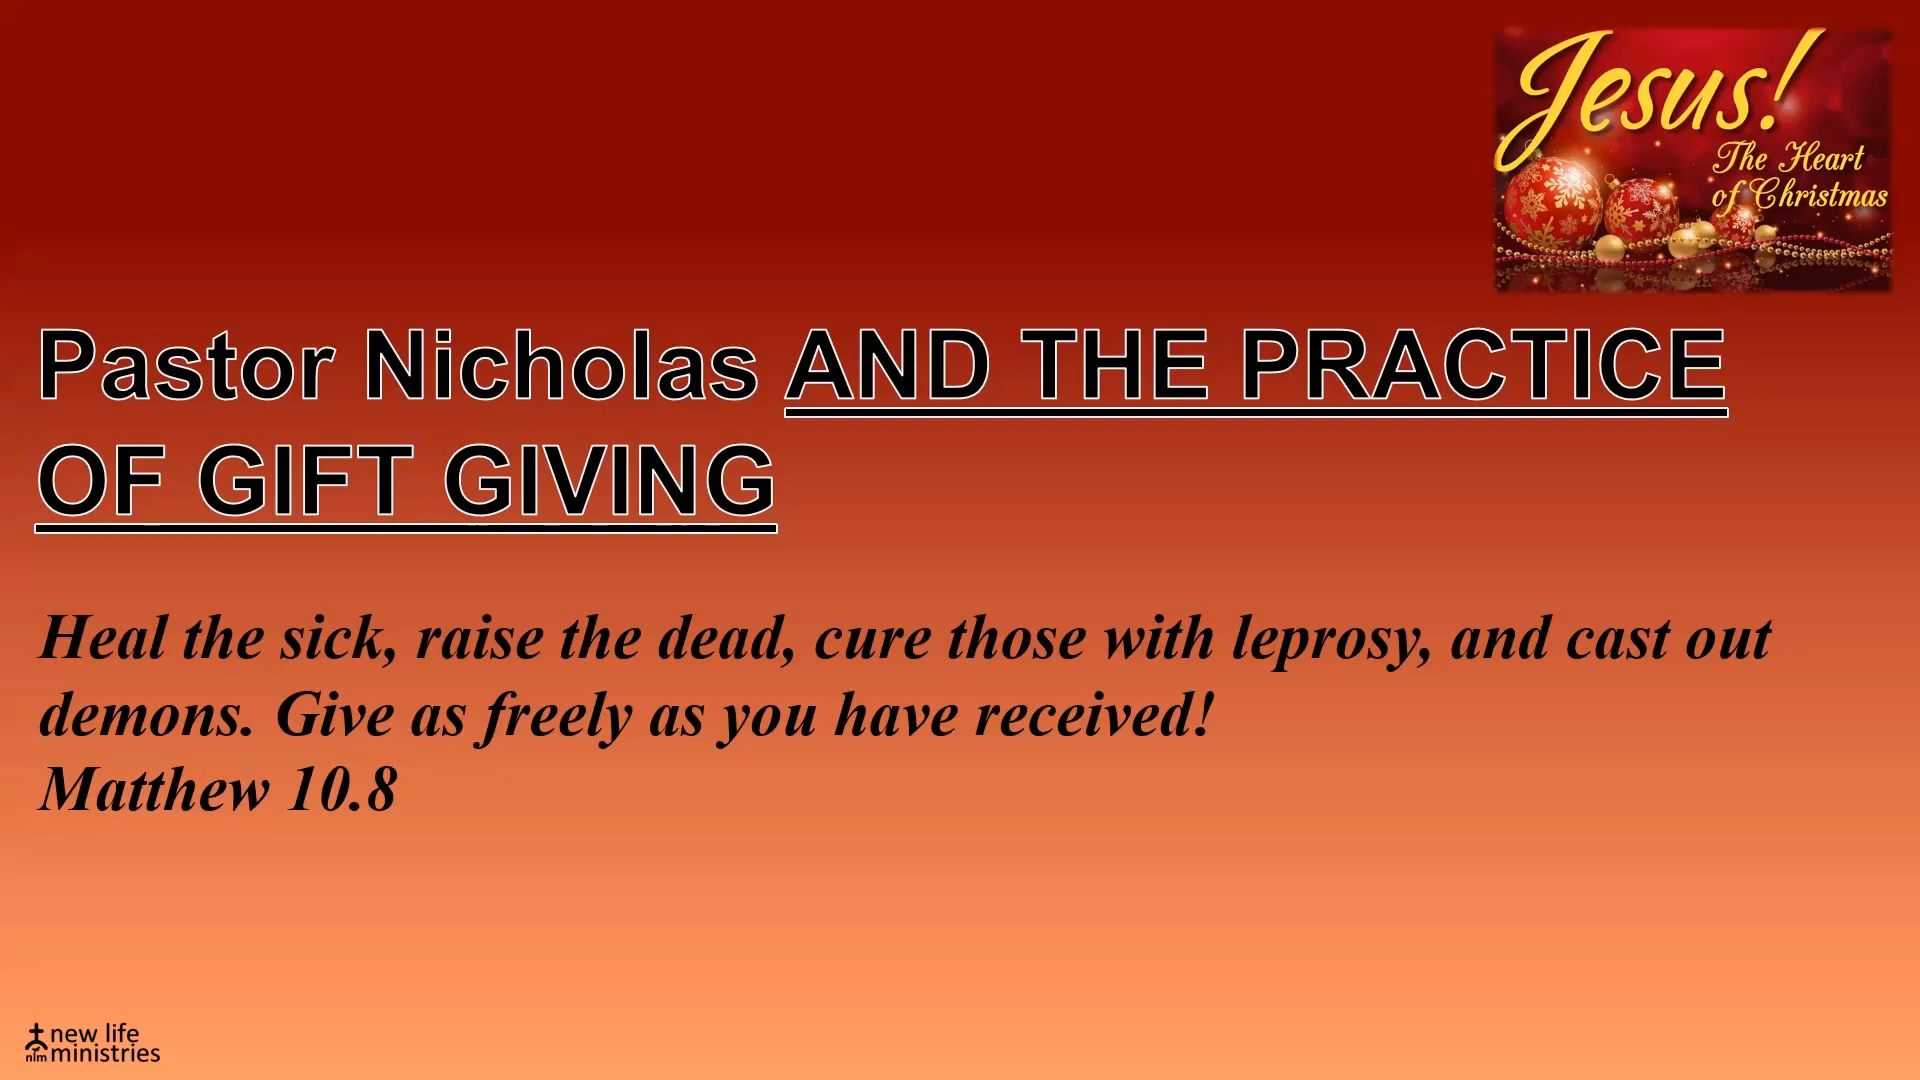 Jesus!
The Heart
of Christmas
Pastor Nicholas AND THE PRACTICE
OF GIFT GIVING
Heal the sick, raise the dead, cure those with leprosy, and cast out
demons. Give as freely as you have received!
Matthew 10.8
new life
nlm ministries